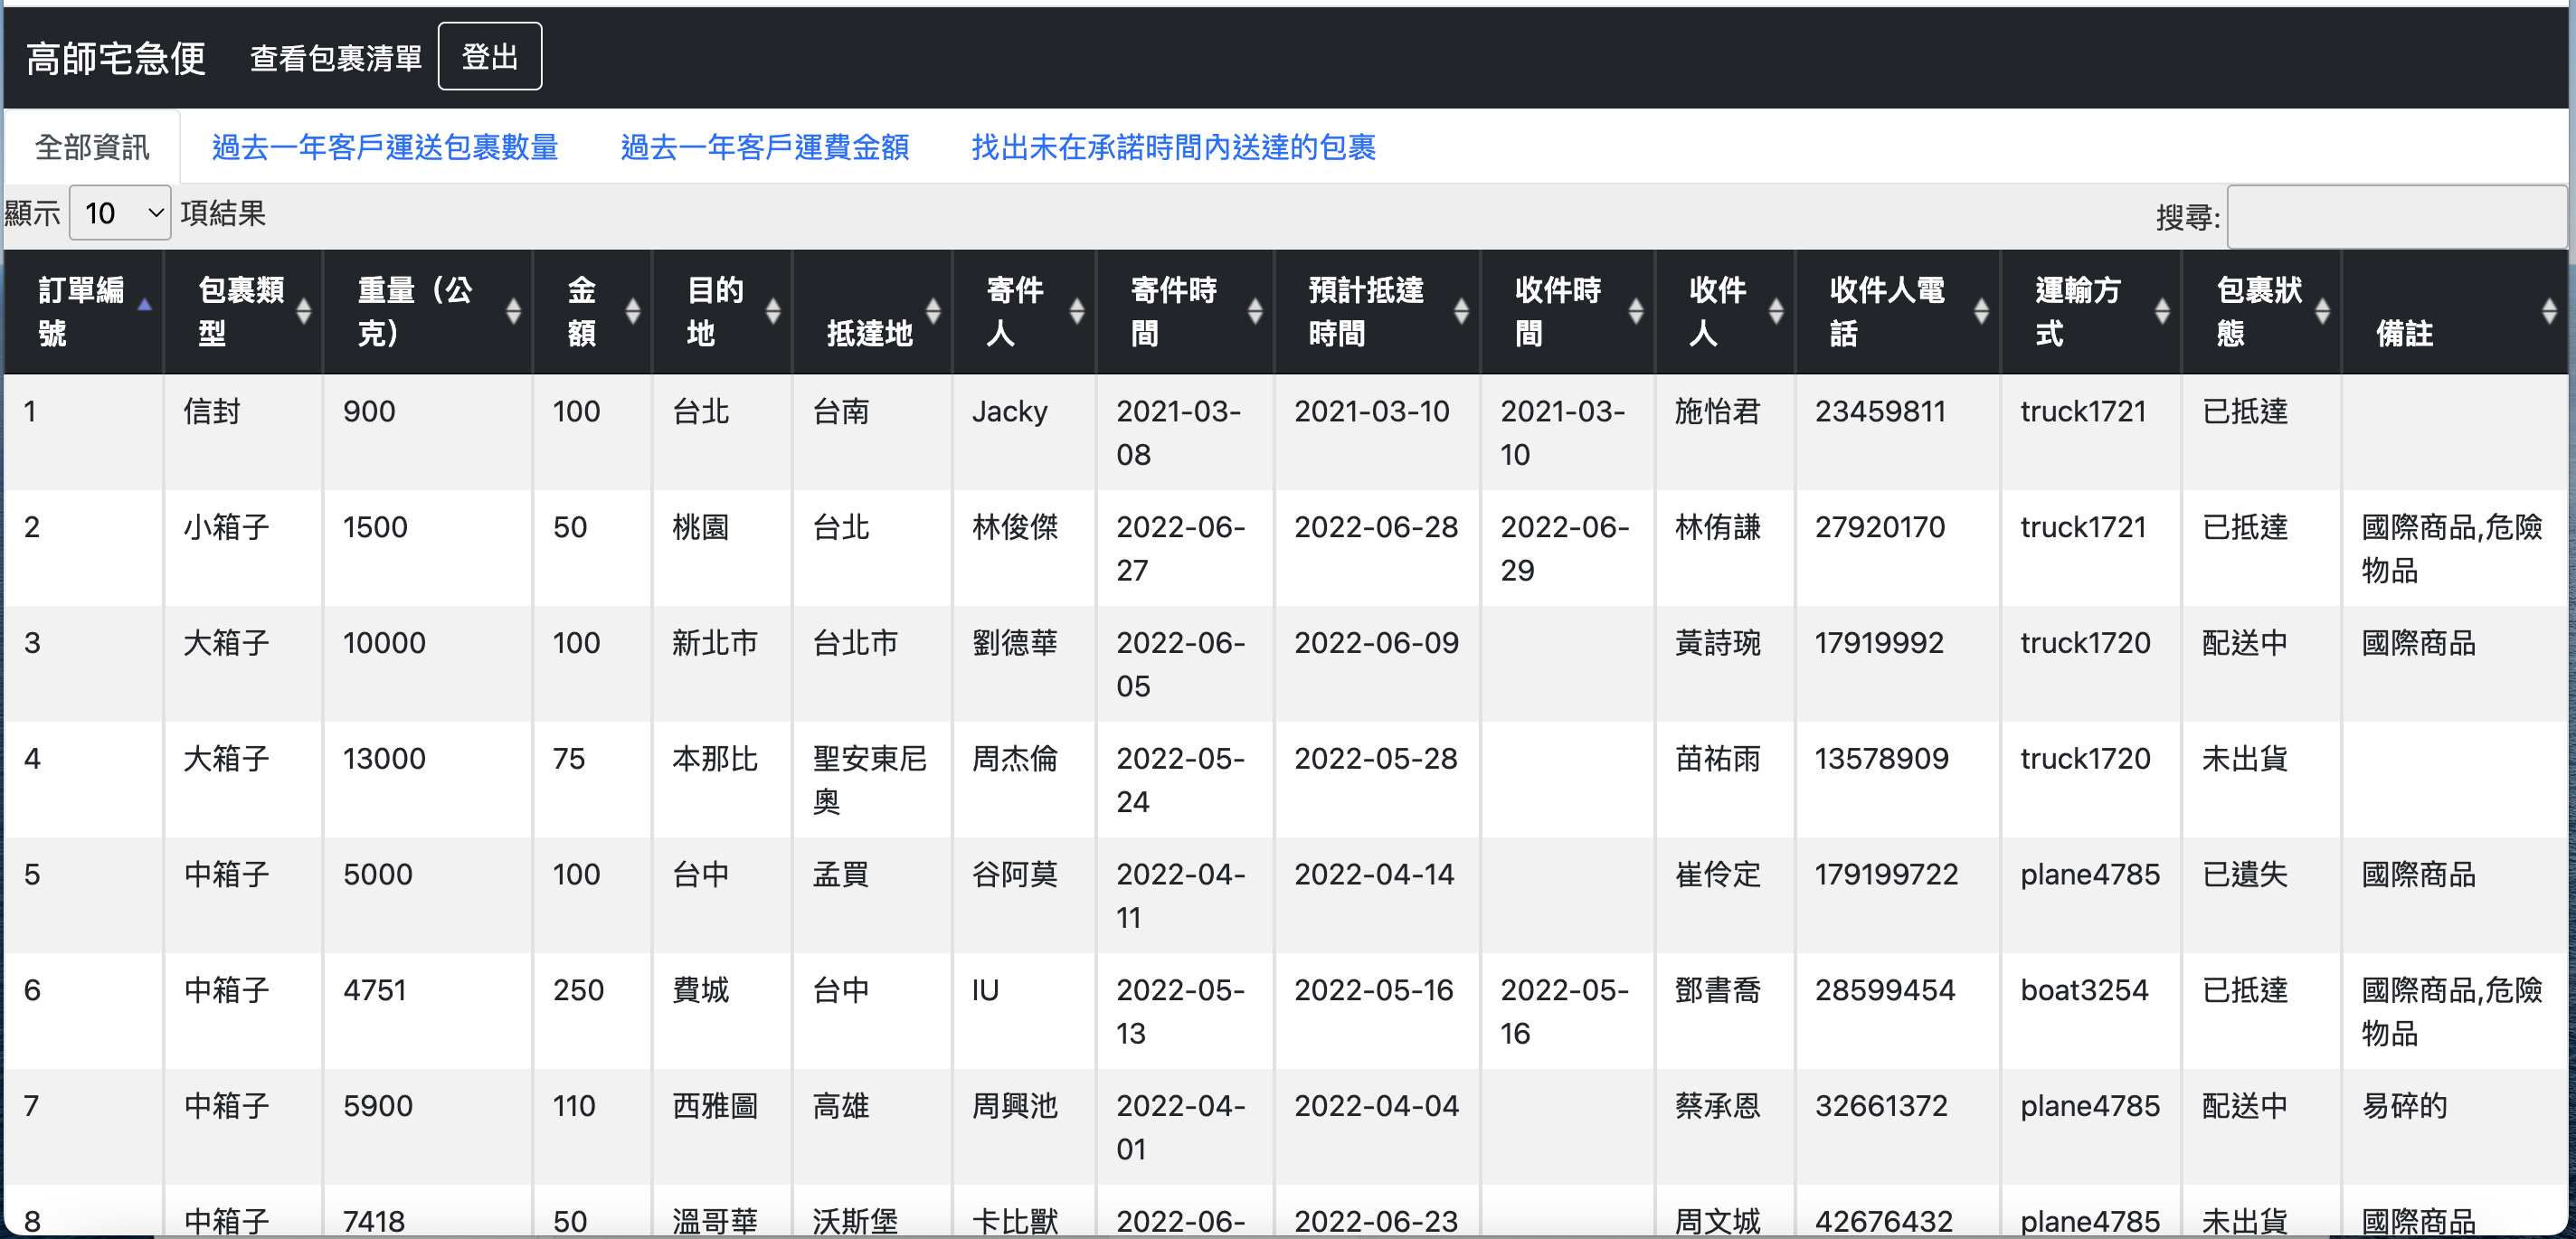 高師宅急便 查看包裹清單 登出
全部資訊 過去一年客戶運送包裹數量 過去一年客戶運費金額 找出未在承諾時間內送達的包裹
顯示 10 項結果 搜尋:
訂單編號 包裹類型 重量（公克） 金額 目的地 抵達地 寄件人 寄件時間 預計抵達時間 收件時間 收件人 收件人電話 運輸方式 包裹狀態 備註
1 信封 900 100 台北 台南 Jacky 2021-03-08 2021-03-10 2021-03-10 施怡君 23459811 truck1721 已抵達
2 小箱子 1500 50 桃園 台北 林俊傑 2022-06-27 2022-06-28 2022-06-29 林侑謙 27920170 truck1721 已抵達 國際商品,危險物品
3 大箱子 10000 100 新北市 台北市 劉德華 2022-06-05 2022-06-09 黃詩琬 17919992 truck1720 配送中 國際商品
4 大箱子 13000 75 本那比 聖安東尼奧 周杰倫 2022-05-24 2022-05-28 苗祐雨 13578909 truck1720 未出貨
5 中箱子 5000 100 台中 孟買 谷阿莫 2022-04-11 2022-04-14 崔伶定 179199722 plane4785 已遺失 國際商品
6 中箱子 4751 250 費城 台中 IU 2022-05-13 2022-05-16 2022-05-16 鄧書喬 28599454 boat3254 已抵達 國際商品,危險物品
7 中箱子 5900 110 西雅圖 高雄 周興池 2022-04-01 2022-04-04 蔡承恩 32661372 plane4785 配送中 易碎的
8 中箱子 7418 50 溫哥華 沃斯堡 卡比獸 2022-06- 2022-06-23 周文城 42676432 plane4785 未出貨 國際商品